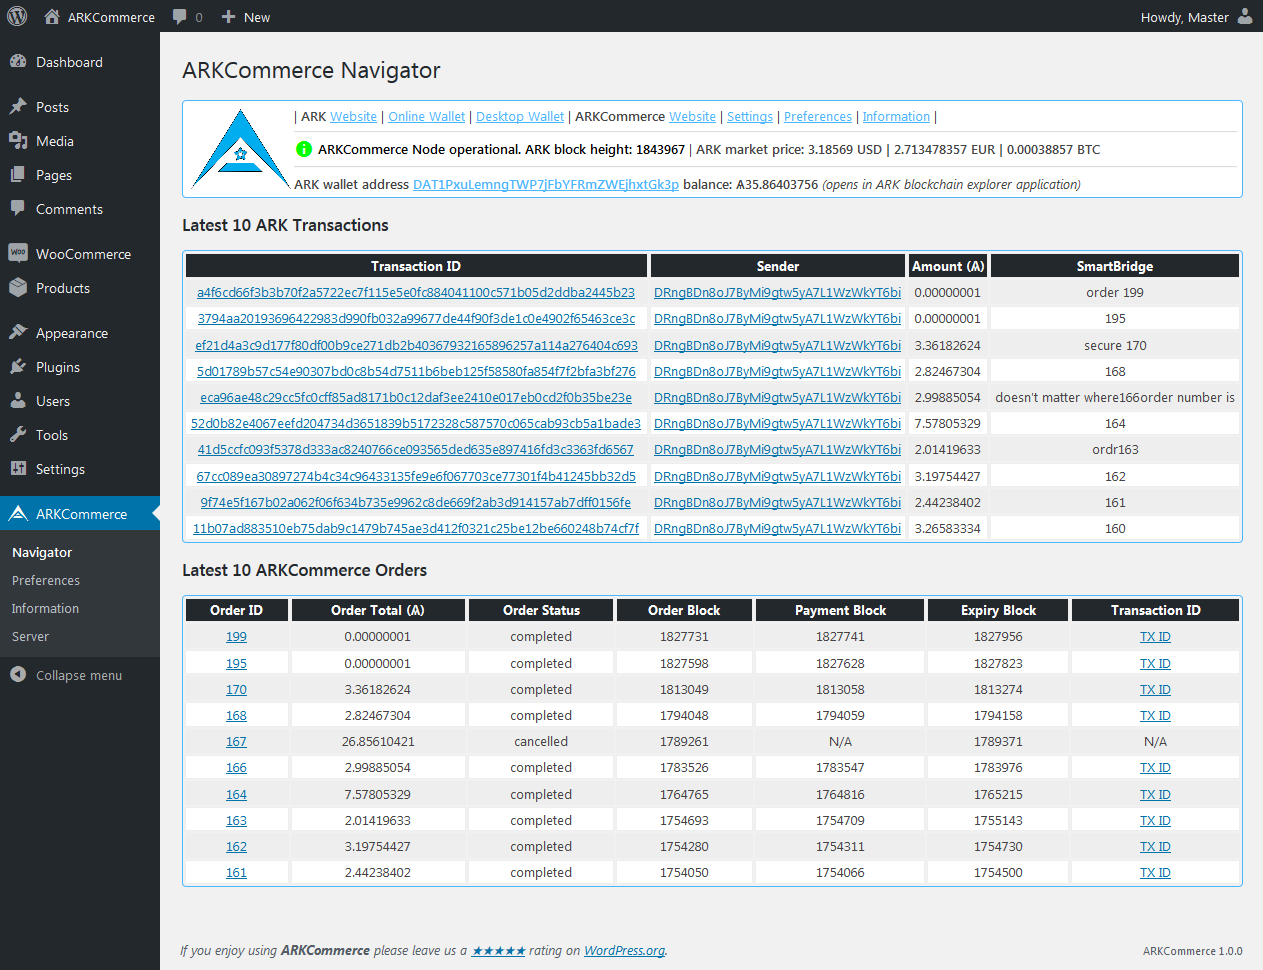 ARKCommerce 0 New Howdy, Master
Dashboard
Posts
Media
Pages
Comments
WooCommerce
Products
Appearance
Plugins
Users
Tools
Settings
ARKCommerce
Navigator
Preferences
Information
Server
Collapse menu
ARKCommerce Navigator
| ARK Website | Online Wallet | Desktop Wallet | ARKCommerce Website | Settings | Preferences | Information |
ARKCommerce Node operational. ARK block height: 1843967 | ARK market price: 3.18569 USD | 2.713478357 EUR | 0.00038857 BTC
ARK wallet address DAT1PxuLemngTWP7jFbYFRmZWEjhxtGk3p balance: Ѧ35.86403756 (opens in ARK blockchain explorer application)
Latest 10 ARK Transactions
Transaction ID Sender Amount (Ѧ) SmartBridge
a4f6cd66f3b3b70f2a5722ec7f115e5e0fc884041100c571b05d2ddba2445b23 DRngBDn8oJ7ByMi9gtw5yA7L1WzWkYT6bi 0.00000001 order 199
3794aa20193696422983d990fb032a99677de44f90f3de1c0e4902f65463ce3c DRngBDn8oJ7ByMi9gtw5yA7L1WzWkYT6bi 0.00000001 195
ef21d4a3c9d177f80df00b9ce271db2b40367932165896257a114a276404c693 DRngBDn8oJ7ByMi9gtw5yA7L1WzWkYT6bi 3.36182624 secure 170
5d01789b57c54e90307bd0c8b54d7511b6beb125f58580fa854f7f2bfa3bf276 DRngBDn8oJ7ByMi9gtw5yA7L1WzWkYT6bi 2.82467304 168
eca96ae48c29cc5fc0cff85ad8171b0c12daf3ee2410e017eb0cd2f0b35be23e DRngBDn8oJ7ByMi9gtw5yA7L1WzWkYT6bi 2.99885054 doesn't matter where166order number is
52d0b82e4067eefd204734d3651839b5172328c587570c065cab93cb5a1bade3 DRngBDn8oJ7ByMi9gtw5yA7L1WzWkYT6bi 7.57805329 164
41d5ccfc093f5378d333ac8240766ce093565ded635e897416fd3c3363fd6567 DRngBDn8oJ7ByMi9gtw5yA7L1WzWkYT6bi 2.01419633 ordr163
67cc089ea30897274b4c34c96433135fe9e6f067703ce77301f4b41245bb32d5 DRngBDn8oJ7ByMi9gtw5yA7L1WzWkYT6bi 3.19754427 162
9f74e5f167b02a062f06f634b735e9962c8de669f2ab3d914157ab7dff0156fe DRngBDn8oJ7ByMi9gtw5yA7L1WzWkYT6bi 2.44238402 161
11b07ad883510eb75dab9c1479b745ae3d412f0321c25be12be660248b74cf7f DRngBDn8oJ7ByMi9gtw5yA7L1WzWkYT6bi 3.26583334 160
Latest 10 ARKCommerce Orders
Order ID Order Total (Ѧ) Order Status Order Block Payment Block Expiry Block Transaction ID
199 0.00000001 completed 1827731 1827741 1827956 TX ID
195 0.00000001 completed 1827598 1827628 1827823 TX ID
170 3.36182624 completed 1813049 1813058 1813274 TX ID
168 2.82467304 completed 1794048 1794059 1794158 TX ID
167 26.85610421 cancelled 1789261 N/A 1789371 N/A
166 2.99885054 completed 1783526 1783547 1783976 TX ID
164 7.57805329 completed 1764765 1764816 1765215 TX ID
163 2.01419633 completed 1754693 1754709 1755143 TX ID
162 3.19754427 completed 1754280 1754311 1754730 TX ID
161 2.44238402 completed 1754050 1754066 1754500 TX ID
If you enjoy using ARKCommerce please leave us a ★★★★★ rating on WordPress.org.
ARKCommerce 1.0.0